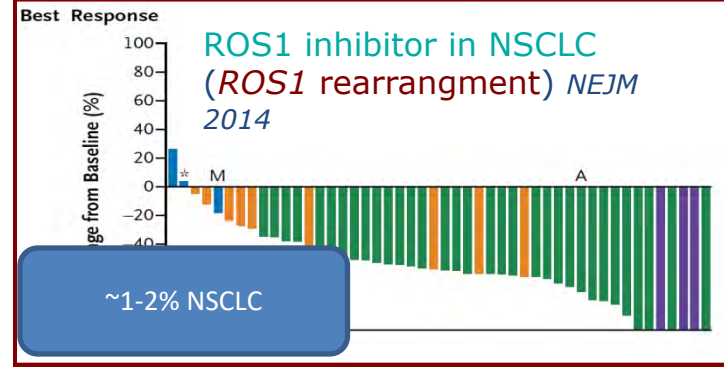 Best Response
ROS1 inhibitor in NSCLC
(ROS1 rearrangment) NEJM
2014
100
80
60
40
20
0
−20
−40
nge from Baseline (%)
*
M
A
~1-2% NSCLC